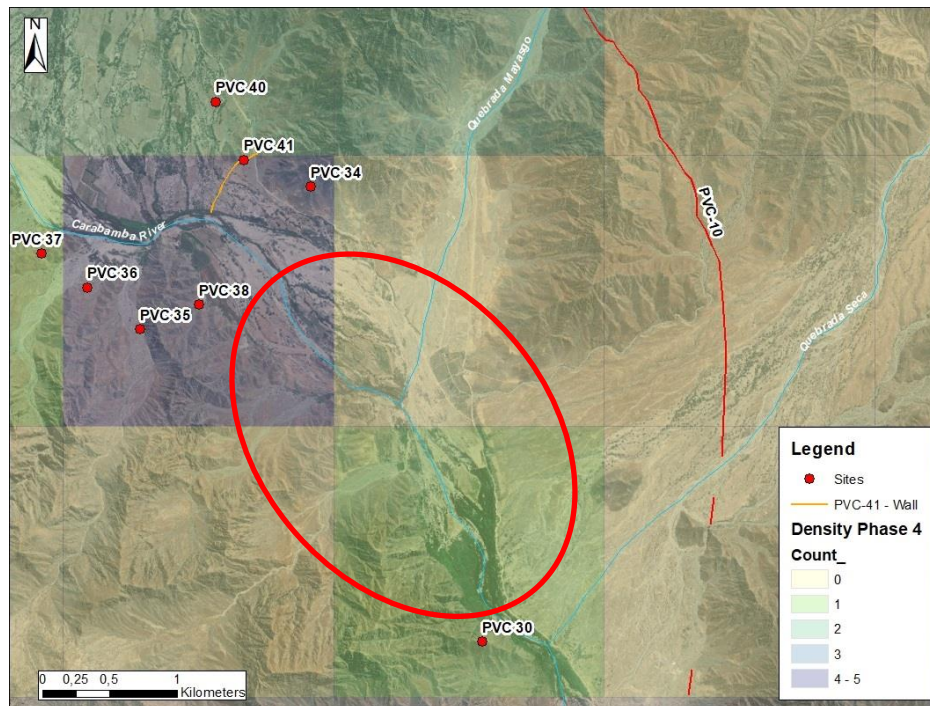 N
PVC 40
Quebrada Mayasgo
PVC 41
PVC 34
PVC-10
Carabamba River
PVC 37
PVC 36
PVC 38
PVC 35
Quebrada Seca
PVC 30
0 0,25 0,5 1
Kilometers
Legend
Sites
PVC-41 - Wall
Density Phase 4
Count_
0
1
2
3
4 - 5